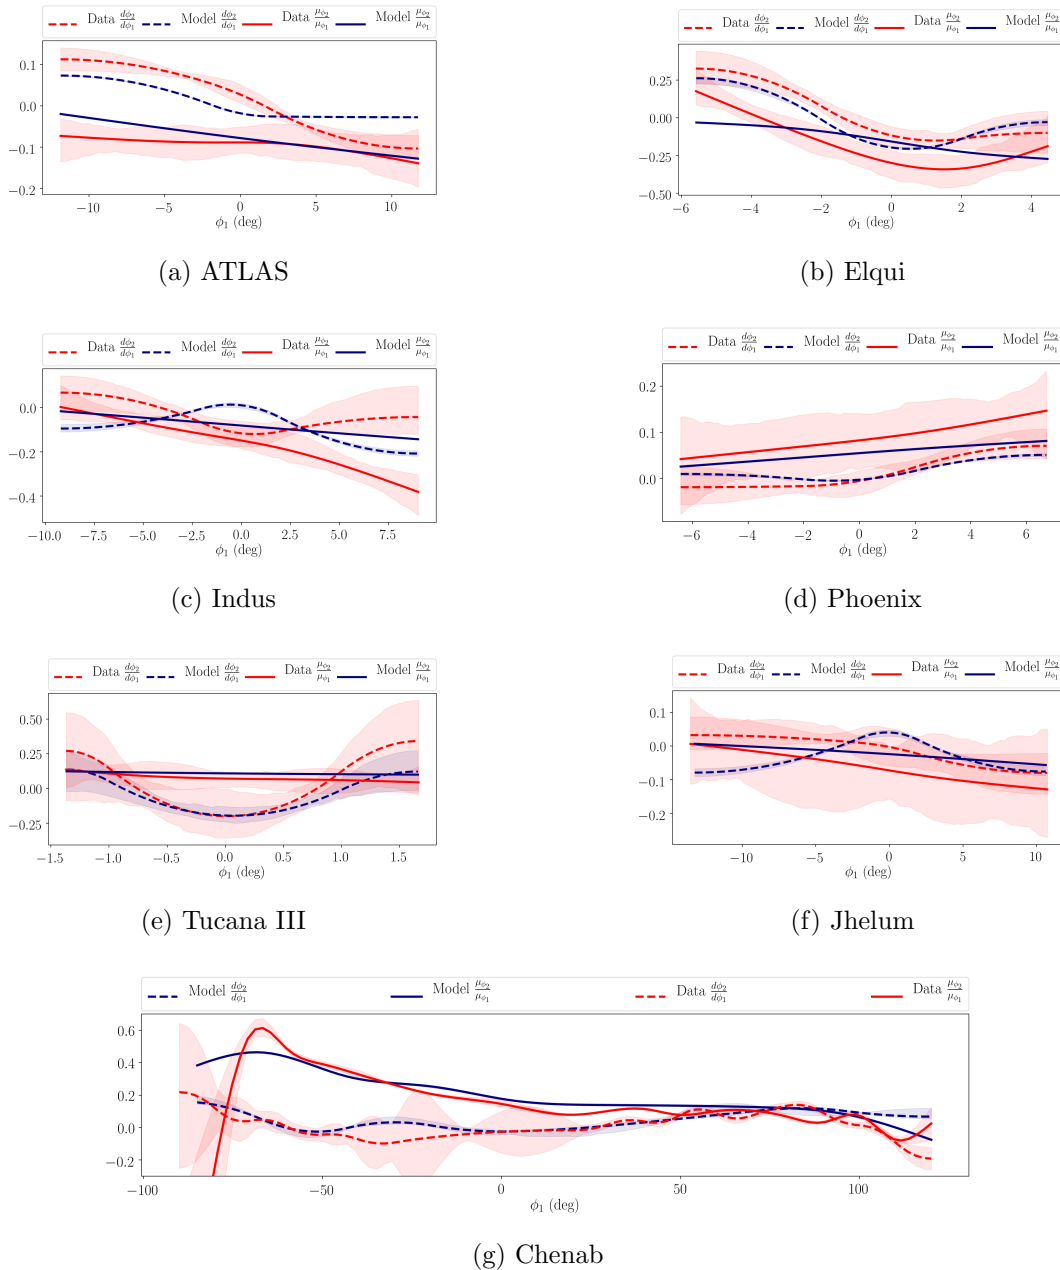 Data dϕ₂/dϕ₁ Model dϕ₂/dϕ₁ Data μϕ₂/μϕ₁ Model μϕ₂/μϕ₁
0.1
0.0
−0.1
−0.2
−10 −5 0 5 10
ϕ₁ (deg)
(a) ATLAS
Data dϕ₂/dϕ₁ Model dϕ₂/dϕ₁ Data μϕ₂/μϕ₁ Model μϕ₂/μϕ₁
0.25
0.00
−0.25
−0.50
−6 −4 −2 0 2 4
ϕ₁ (deg)
(b) Elqui
Data dϕ₂/dϕ₁ Model dϕ₂/dϕ₁ Data μϕ₂/μϕ₁ Model μϕ₂/μϕ₁
0.0
−0.2
−0.4
−10.0 −7.5 −5.0 −2.5 0.0 2.5 5.0 7.5
ϕ₁ (deg)
(c) Indus
Data dϕ₂/dϕ₁ Model dϕ₂/dϕ₁ Data μϕ₂/μϕ₁ Model μϕ₂/μϕ₁
0.2
0.1
0.0
−6 −4 −2 0 2 4 6
ϕ₁ (deg)
(d) Phoenix
Data dϕ₂/dϕ₁ Model dϕ₂/dϕ₁ Data μϕ₂/μϕ₁ Model μϕ₂/μϕ₁
0.50
0.25
0.00
−0.25
−1.5 −1.0 −0.5 0.0 0.5 1.0 1.5
ϕ₁ (deg)
(e) Tucana III
Data dϕ₂/dϕ₁ Model dϕ₂/dϕ₁ Data μϕ₂/μϕ₁ Model μϕ₂/μϕ₁
0.1
0.0
−0.1
−0.2
−10 −5 0 5 10
ϕ₁ (deg)
(f) Jhelum
Model dϕ₂/dϕ₁ Model μϕ₂/μϕ₁ Data dϕ₂/dϕ₁ Data μϕ₂/μϕ₁
0.6
0.4
0.2
0.0
−0.2
−100 −50 0 50 100
ϕ₁ (deg)
(g) Chenab